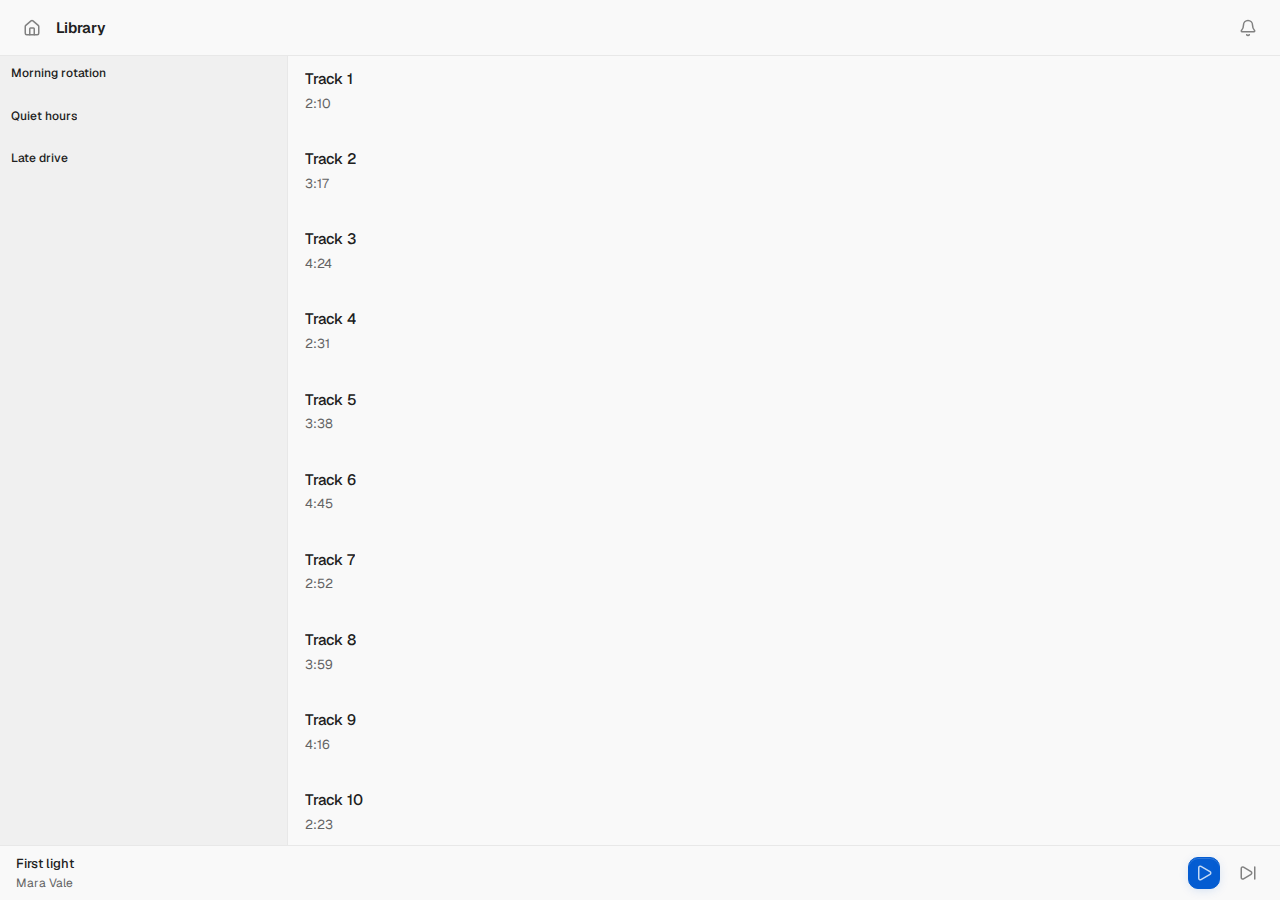 Library
Morning rotation
Quiet hours
Late drive
Track 1
2:10
Track 2
3:17
Track 3
4:24
Track 4
2:31
Track 5
3:38
Track 6
4:45
Track 7
2:52
Track 8
3:59
Track 9
4:16
Track 10
2:23
First light
Mara Vale